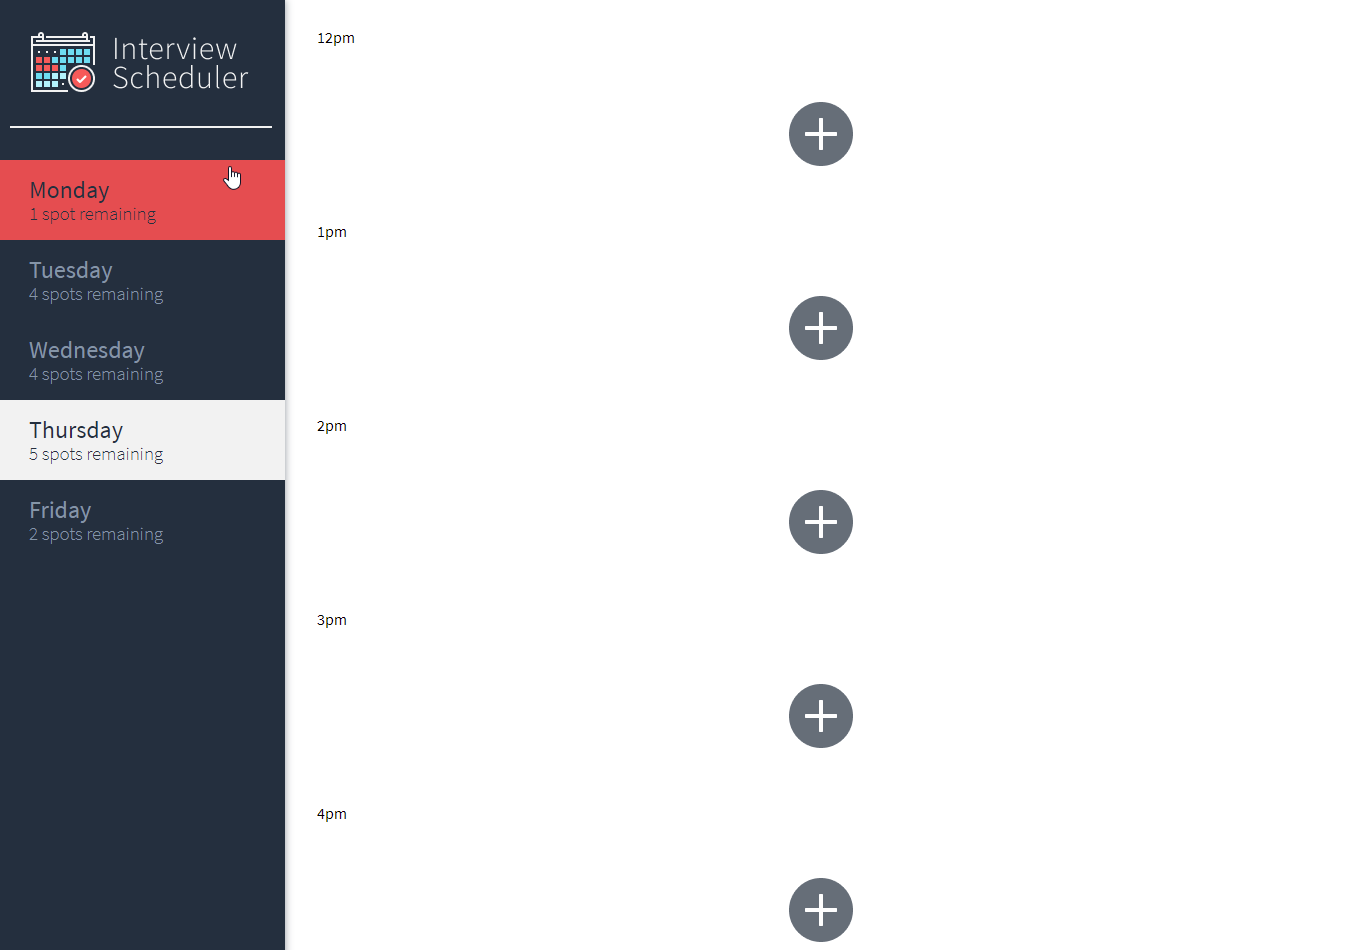 Interview
Scheduler
Monday
1 spot remaining
Tuesday
4 spots remaining
Wednesday
4 spots remaining
Thursday
5 spots remaining
Friday
2 spots remaining
12pm
1pm
2pm
3pm
4pm